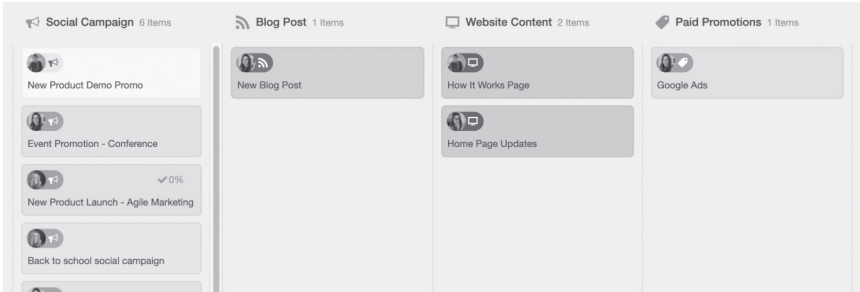 Social Campaign 6 Items
New Product Demo Promo
Event Promotion - Conference
0%
New Product Launch - Agile Marketing
Back to school social campaign
Blog Post 1 Items
New Blog Post
Website Content 2 Items
How It Works Page
Home Page Updates
Paid Promotions 1 Items
Google Ads